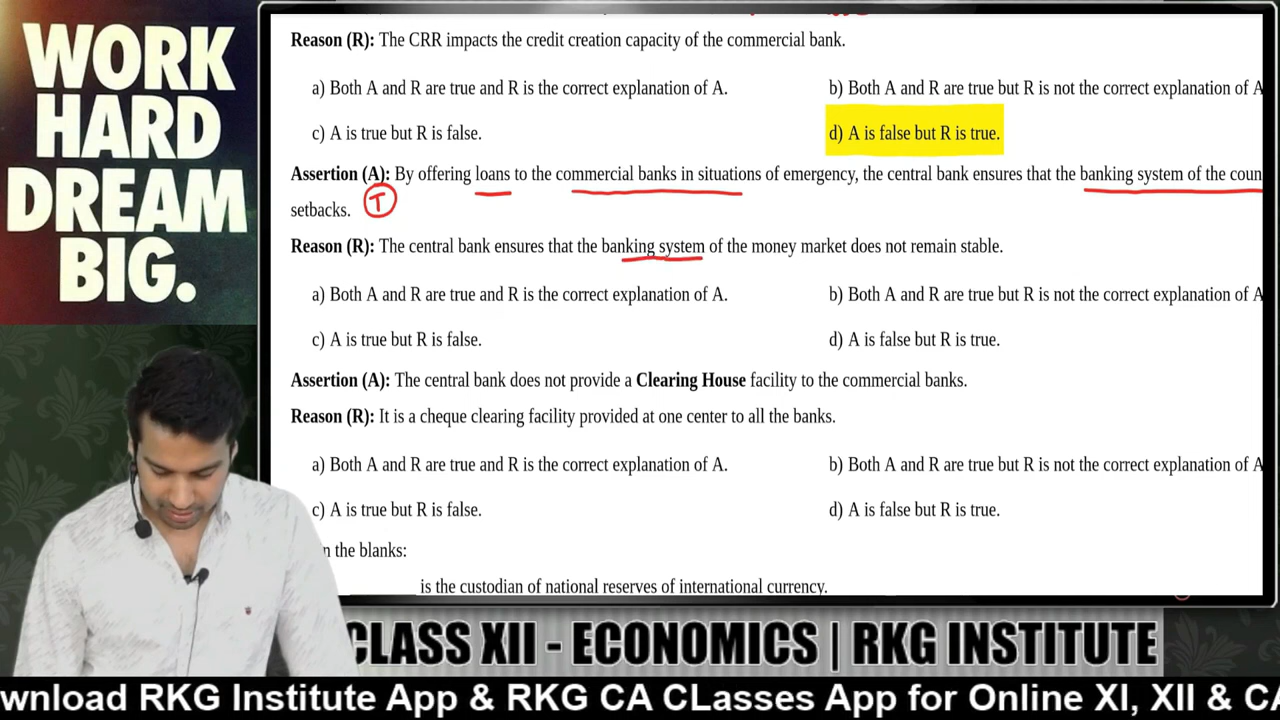 WORK
HARD
DREAM
BIG.
Reason (R): The CRR impacts the credit creation capacity of the commercial bank.
a) Both A and R are true and R is the correct explanation of A.
b) Both A and R are true but R is not the correct explanation of A
c) A is true but R is false.
d) A is false but R is true.
Assertion (A): By offering loans to the commercial banks in situations of emergency, the central bank ensures that the banking system of the coun
setbacks.
T
Reason (R): The central bank ensures that the banking system of the money market does not remain stable.
a) Both A and R are true and R is the correct explanation of A.
b) Both A and R are true but R is not the correct explanation of A
c) A is true but R is false.
d) A is false but R is true.
Assertion (A): The central bank does not provide a Clearing House facility to the commercial banks.
Reason (R): It is a cheque clearing facility provided at one center to all the banks.
a) Both A and R are true and R is the correct explanation of A.
b) Both A and R are true but R is not the correct explanation of A
c) A is true but R is false.
d) A is false but R is true.
n the blanks:
is the custodian of national reserves of international currency.
CLASS XII - ECONOMICS | RKG INSTITUTE
wnload RKG Institute App & RKG CA CLasses App for Online XI, XII & CA